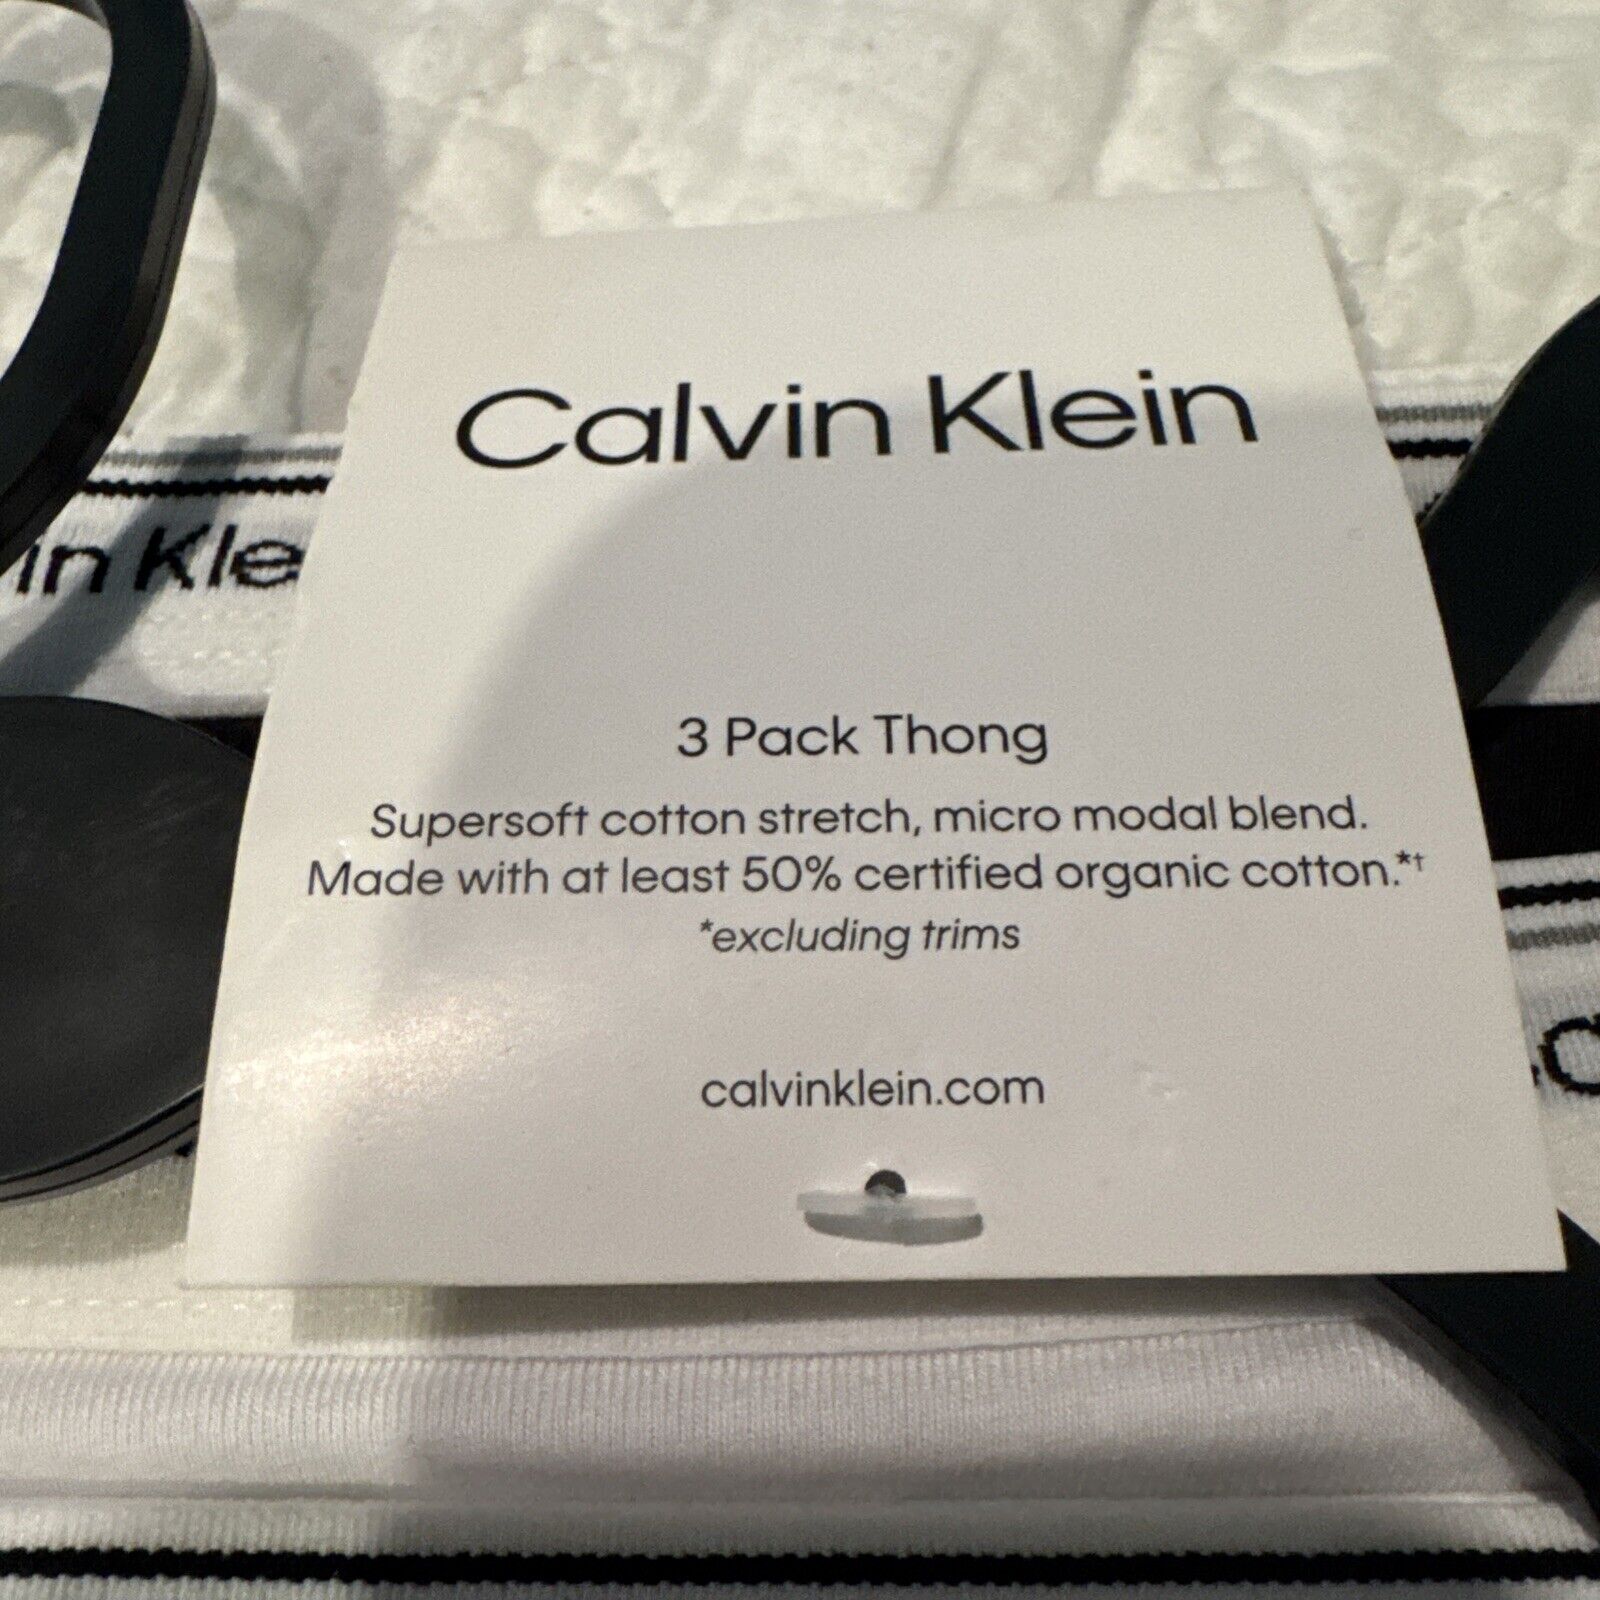 Calvin Klein
in Kle
3 Pack Thong
Supersoft cotton stretch, micro modal blend.
Made with at least 50% certified organic cotton.*†
*excluding trims
calvinklein.com